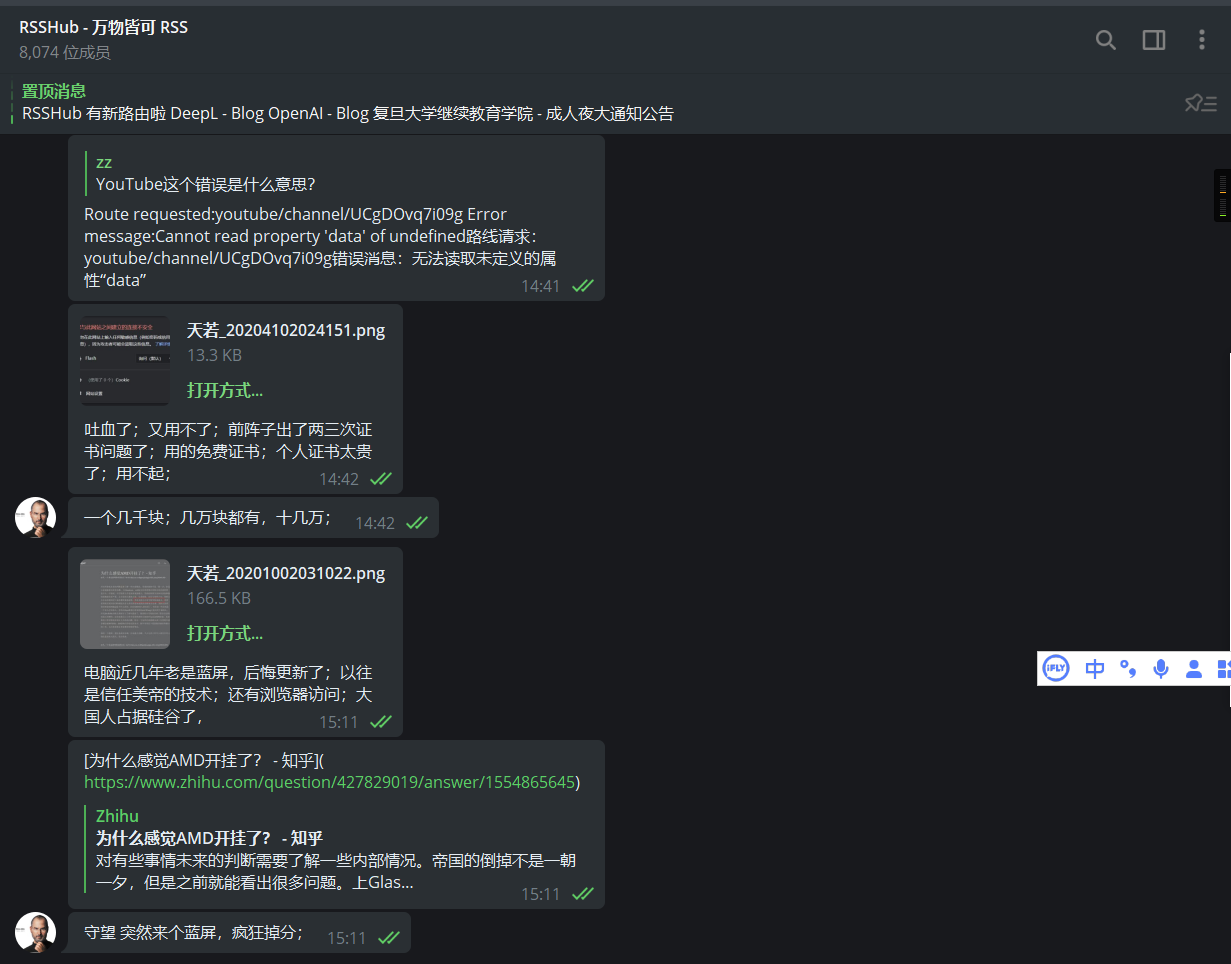 RSSHub - 万物皆可 RSS
8,074 位成员
置顶消息
RSSHub 有新路由啦 DeepL - Blog OpenAI - Blog 复旦大学继续教育学院 - 成人夜大通知公告
zz
YouTube这个错误是什么意思?
Route requested:youtube/channel/UCgDOvq7i09g Error
message:Cannot read property 'data' of undefined路线请求：
youtube/channel/UCgDOvq7i09g错误消息：无法读取未定义的属
性“data”
14:41
天若_20204102024151.png
13.3 KB
打开方式...
Flash
Cookie
网站设置
吐血了；又用不了；前阵子出了两三次证
书问题了；用的免费证书；个人证书太贵
了；用不起；
14:42
一个几千块；几万块都有，十几万；
14:42
天若_20201002031022.png
166.5 KB
打开方式...
电脑近几年老是蓝屏，后悔更新了；以往
是信任美帝的技术；还有浏览器访问；大
国人占据硅谷了，
15:11
[为什么感觉AMD开挂了？ - 知乎](
https://www.zhihu.com/question/427829019/answer/1554865645)
Zhihu
为什么感觉AMD开挂了？ - 知乎
对有些事情未来的判断需要了解一些内部情况。帝国的倒掉不是一朝
一夕，但是之前就能看出很多问题。上Glas...
15:11
守望 突然来个蓝屏，疯狂掉分；
15:11
iFLY
中